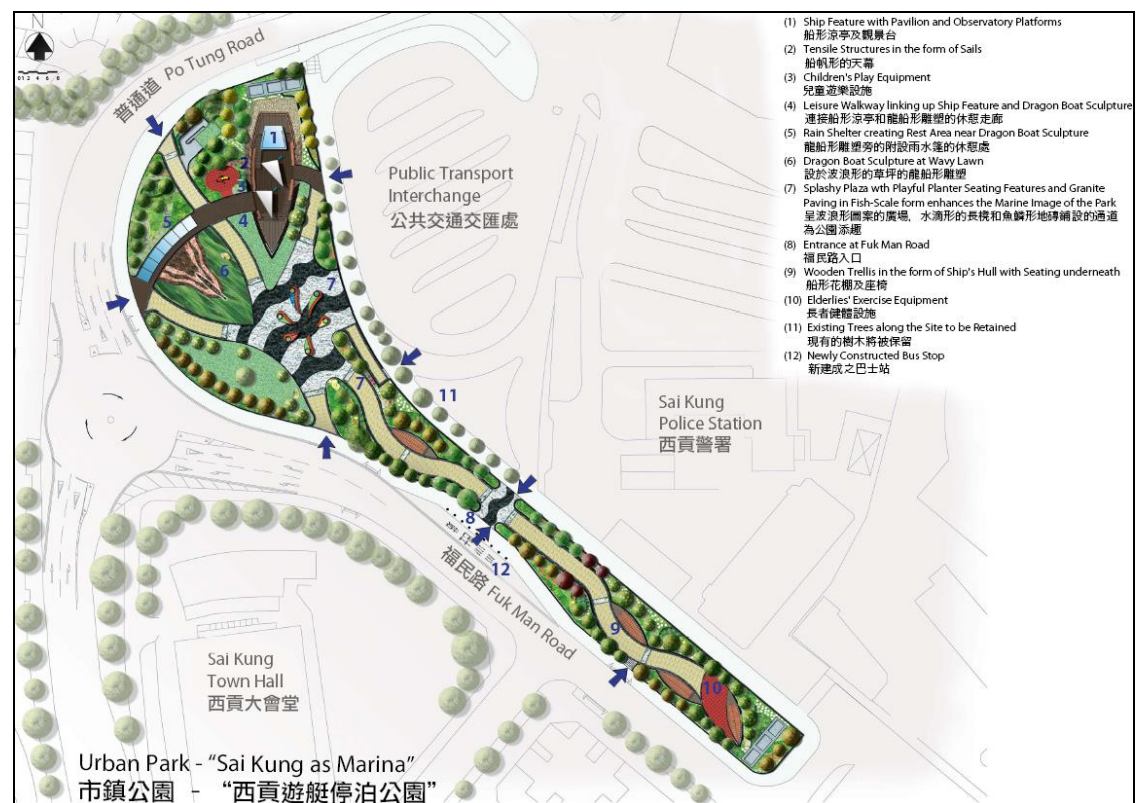 N
0 1 2 4 6 8
普通道 Po Tung Road
1
2
3
4
5
6
7
7
8
9
10
11
12
Public Transport
Interchange
公共交通交匯處
Sai Kung
Police Station
西貢警署
福民路 Fuk Man Road
Sai Kung
Town Hall
西貢大會堂
Urban Park - “Sai Kung as Marina”
市鎮公園 - “西貢遊艇停泊公園”
(1) Ship Feature with Pavilion and Observatory Platforms
船形涼亭及觀景台
(2) Tensile Structures in the form of Sails
船帆形的天幕
(3) Children's Play Equipment
兒童遊樂設施
(4) Leisure Walkway linking up Ship Feature and Dragon Boat Sculpture
連接船形涼亭和龍船形雕塑的休憩走廊
(5) Rain Shelter creating Rest Area near Dragon Boat Sculpture
龍船形雕塑旁的附設雨水篷的休憩處
(6) Dragon Boat Sculpture at Wavy Lawn
設於波浪形的草坪的龍船形雕塑
(7) Splashy Plaza wth Playful Planter Seating Features and Granite
Paving in Fish-Scale form enhances the Marine Image of the Park
呈波浪形圖案的廣場, 水滴形的長櫈和魚鱗形地磚舖設的通道
為公園添趣
(8) Entrance at Fuk Man Road
福民路入口
(9) Wooden Trellis in the form of Ship's Hull with Seating underneath
船形花棚及座椅
(10) Elderlies' Exercise Equipment
長者健體設施
(11) Existing Trees along the Site to be Retained
現有的樹木將被保留
(12) Newly Constructed Bus Stop
新建成之巴士站